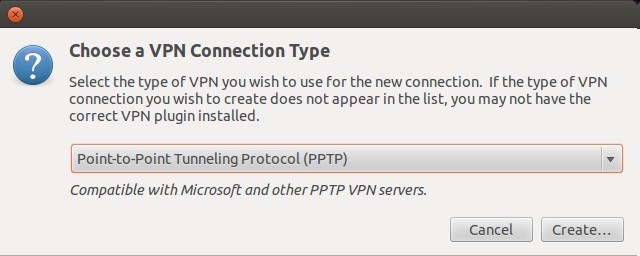 Choose a VPN Connection Type
Select the type of VPN you wish to use for the new connection.  If the type of VPN
connection you wish to create does not appear in the list, you may not have the
correct VPN plugin installed.
Point-to-Point Tunneling Protocol (PPTP)
Compatible with Microsoft and other PPTP VPN servers.
Cancel
Create...